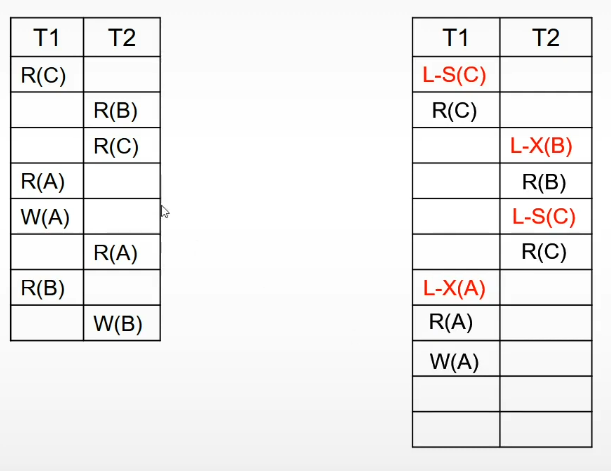 T1 T2
R(C)
R(B)
R(C)
R(A)
W(A)
R(A)
R(B)
W(B)
T1 T2
L-S(C)
R(C)
L-X(B)
R(B)
L-S(C)
R(C)
L-X(A)
R(A)
W(A)